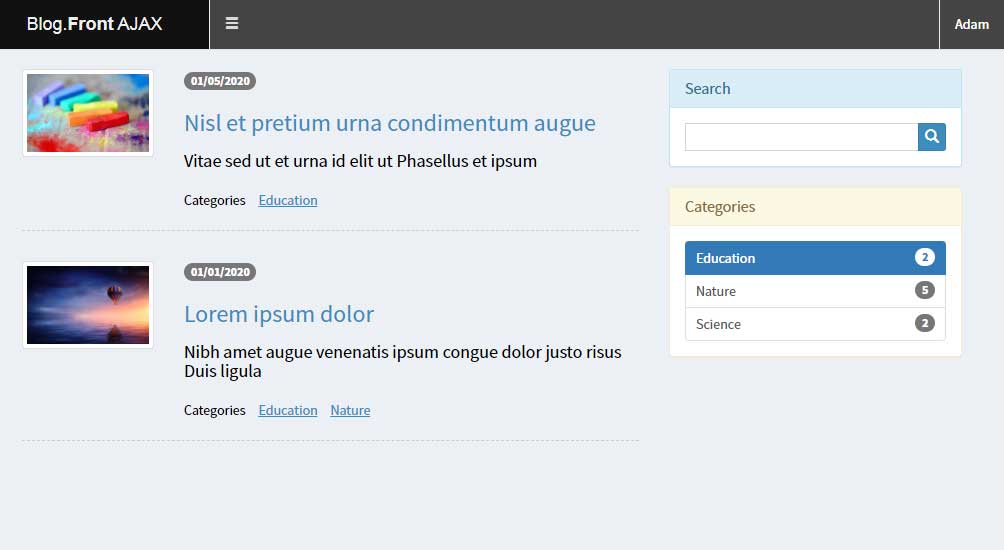 Blog.Front AJAX
Adam
01/05/2020
Nisl et pretium urna condimentum augue
Vitae sed ut et urna id elit ut Phasellus et ipsum
Categories Education
01/01/2020
Lorem ipsum dolor
Nibh amet augue venenatis ipsum congue dolor justo risus
Duis ligula
Categories Education Nature
Search
Categories
Education 2
Nature 5
Science 2